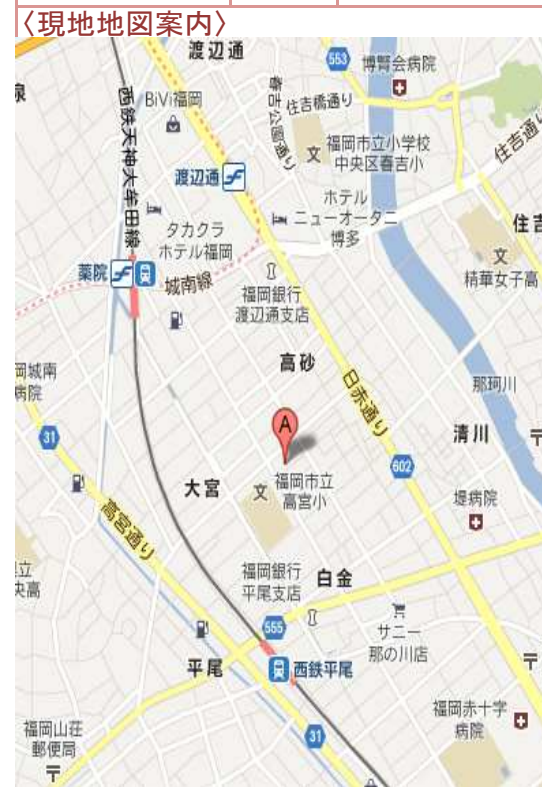 〈現地地図案内〉
渡辺通
553
博腎会病院
線
泉
西鉄天神大牟田線
BiVi福岡
春吉公園通り
住吉橋通り
福岡市立小学校
中央区春吉小
住吉通り
渡辺通
ホテル
ニューオータニ
博多
住吉
タカクラ
ホテル福岡
精華女子高
薬院
城南線
福岡銀行
渡辺通支店
岡城南
病院
高砂
日赤通り
那珂川
A
清川
31
602
大宮
福岡市立
高宮小
堤病院
高宮通り
立
央高
福岡銀行
平尾支店
白金
555
サニー
那の川店
平尾
西鉄平尾
福岡赤十字
病院
31
福岡山荘
郵便局